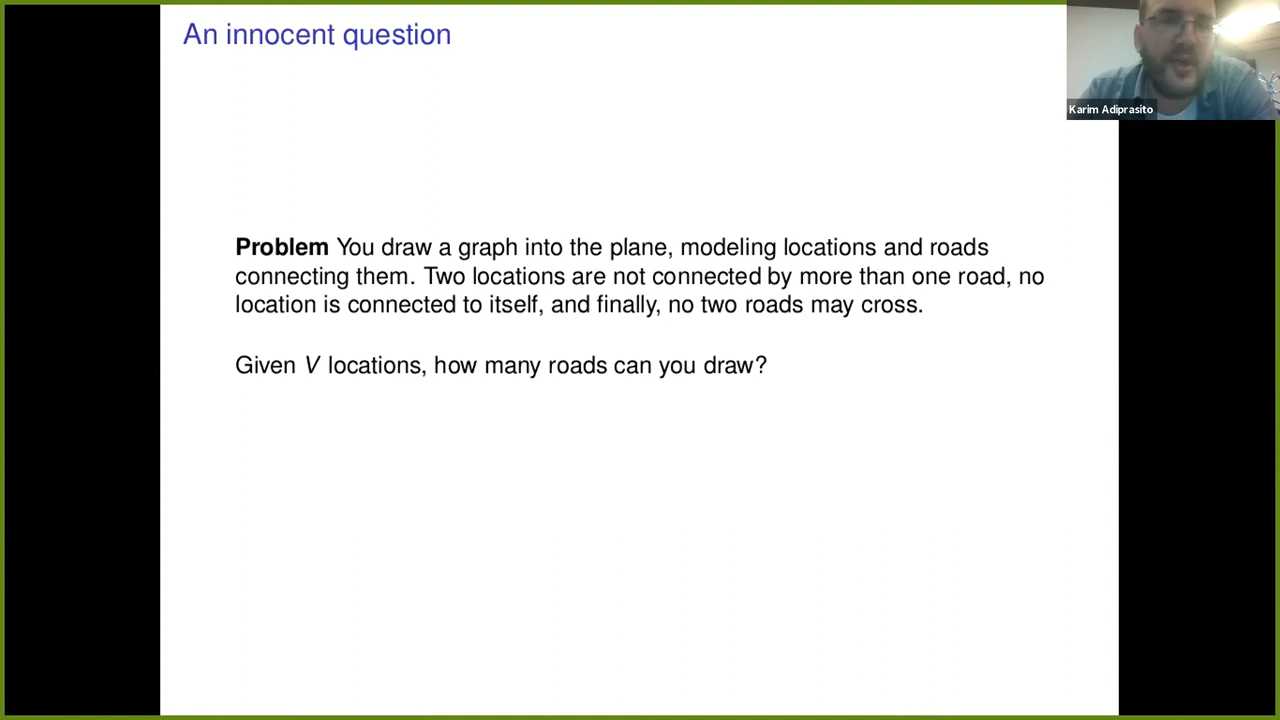 An innocent question
Karim Adiprasito
Problem You draw a graph into the plane, modeling locations and roads
connecting them. Two locations are not connected by more than one road, no
location is connected to itself, and finally, no two roads may cross.
Given V locations, how many roads can you draw?